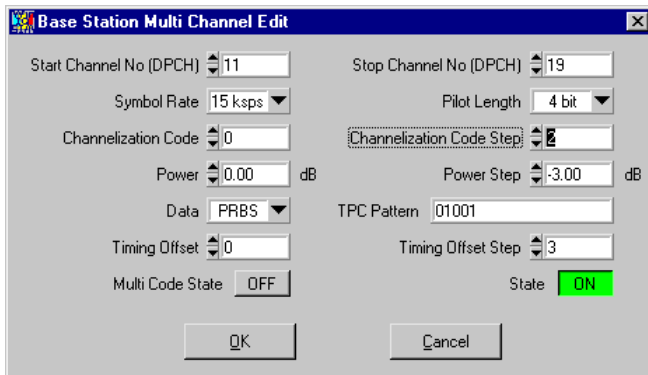 Base Station Multi Channel Edit
Start Channel No (DPCH) 11 Stop Channel No (DPCH) 19
Symbol Rate 15 ksps Pilot Length 4 bit
Channelization Code 0 Channelization Code Step 2
Power 0.00 dB Power Step -3.00 dB
Data PRBS TPC Pattern 01001
Timing Offset 0 Timing Offset Step 3
Multi Code State OFF State ON
OK Cancel